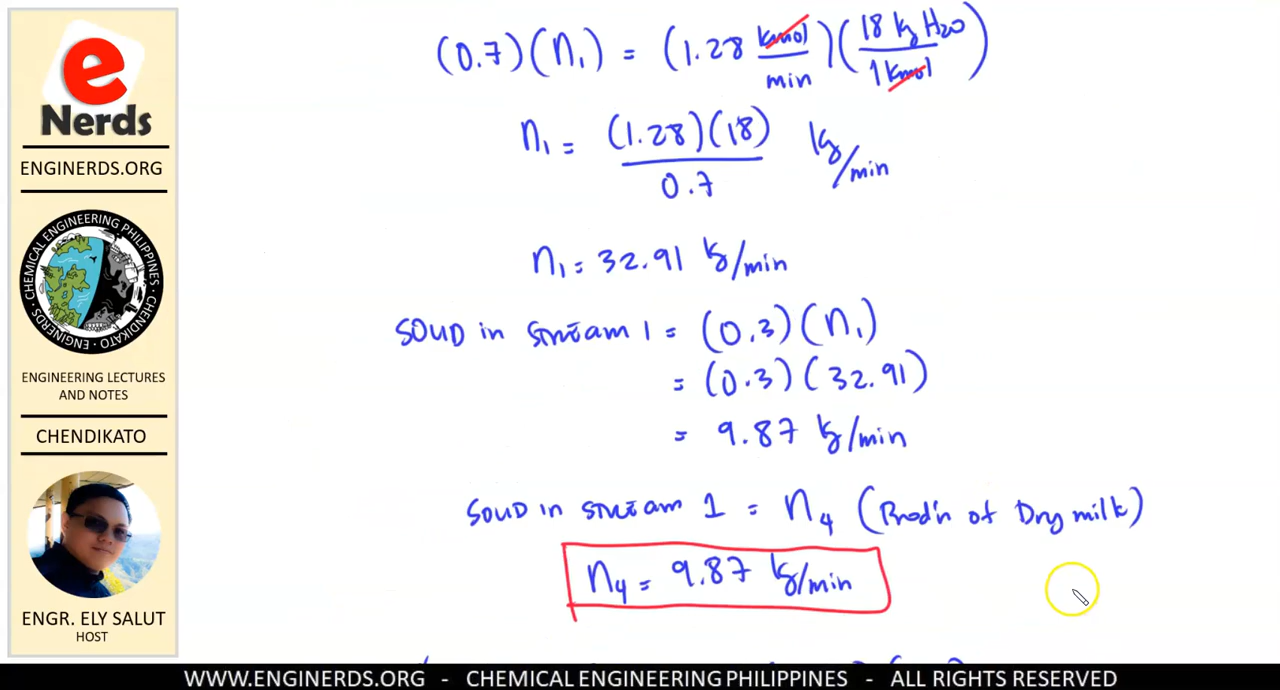 e
Nerds
ENGINERDS.ORG
CHEMICAL ENGINEERING PHILIPPINES
ENGINERDS · CHENDIKATO
ENGINEERING LECTURES
AND NOTES
CHENDIKATO
ENGR. ELY SALUT
HOST
(0.7)(n₁) = (1.28 kmol/min)(18 kg H₂O/1 kmol)
n₁ = (1.28)(18)/0.7 kg/min
n₁ = 32.91 kg/min
SOLID in stream 1 = (0.3)(n₁)
= (0.3)(32.91)
= 9.87 kg/min
SOLID in stream 1 = n₄ (Prod'n of Dry milk)
n₄ = 9.87 kg/min
WWW.ENGINERDS.ORG - CHEMICAL ENGINEERING PHILIPPINES - ALL RIGHTS RESERVED